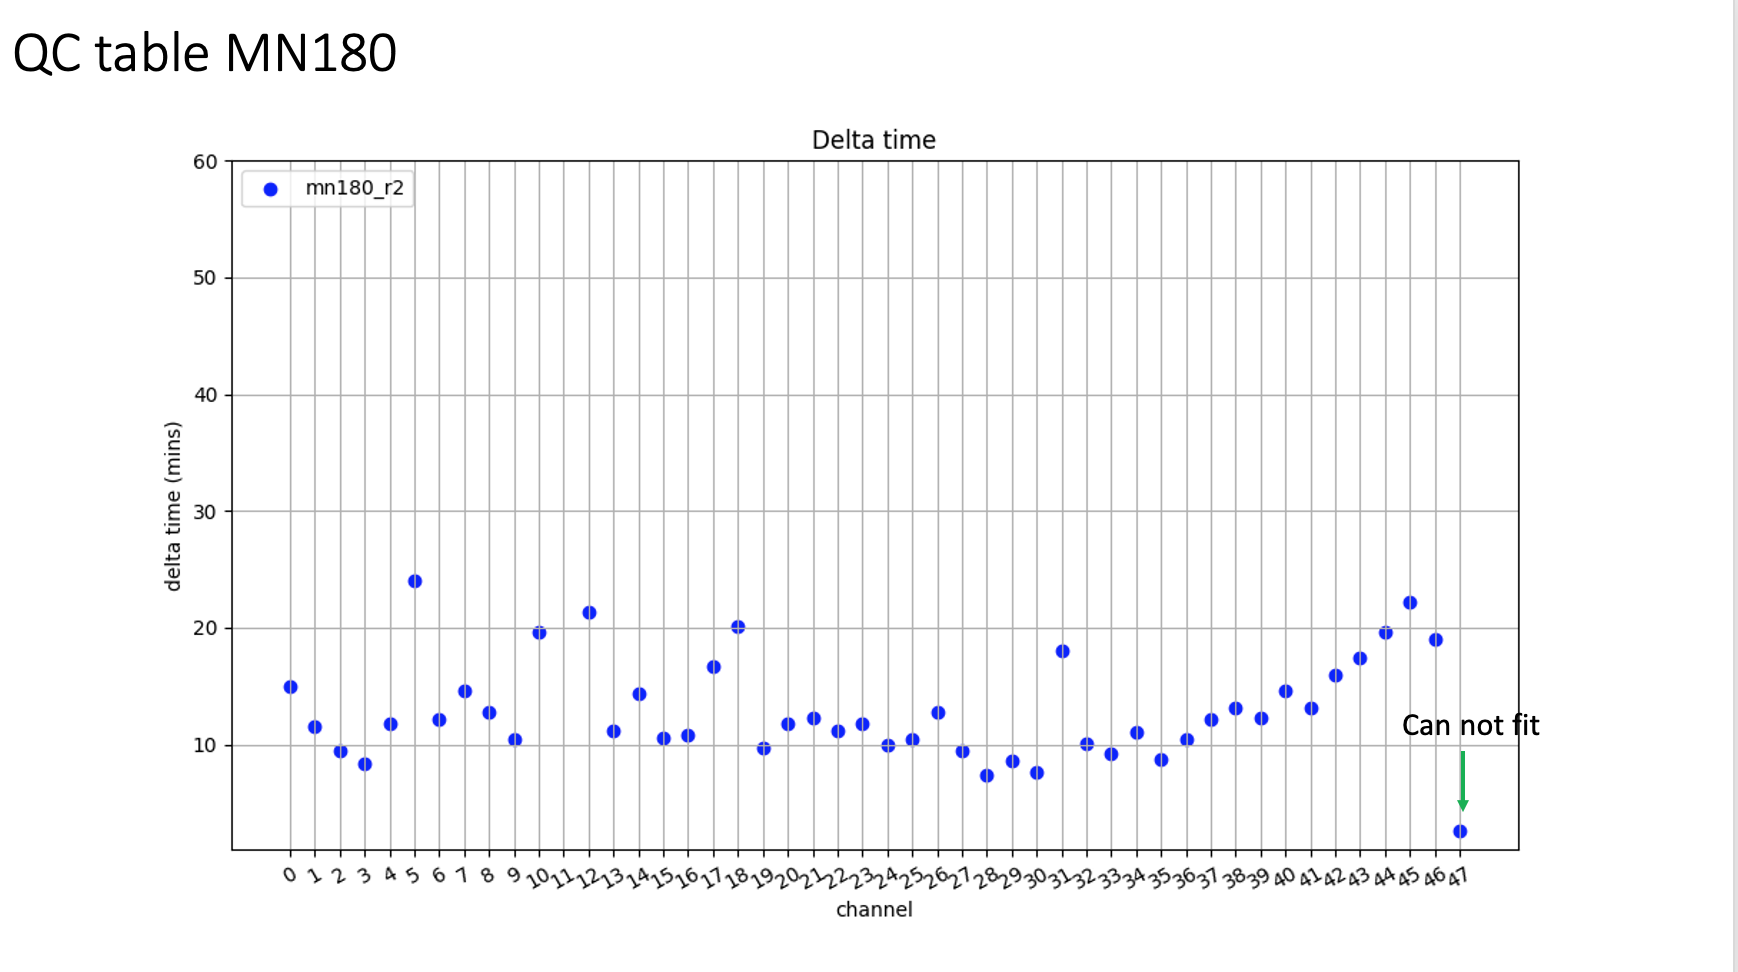 QC table MN180
Delta time
mn180_r2
60
50
40
30
20
10
delta time (mins)
Can not fit
0 1 2 3 4 5 6 7 8 9 10 11 12 13 14 15 16 17 18 19 20 21 22 23 24 25 26 27 28 29 30 31 32 33 34 35 36 37 38 39 40 41 42 43 44 45 46 47
channel